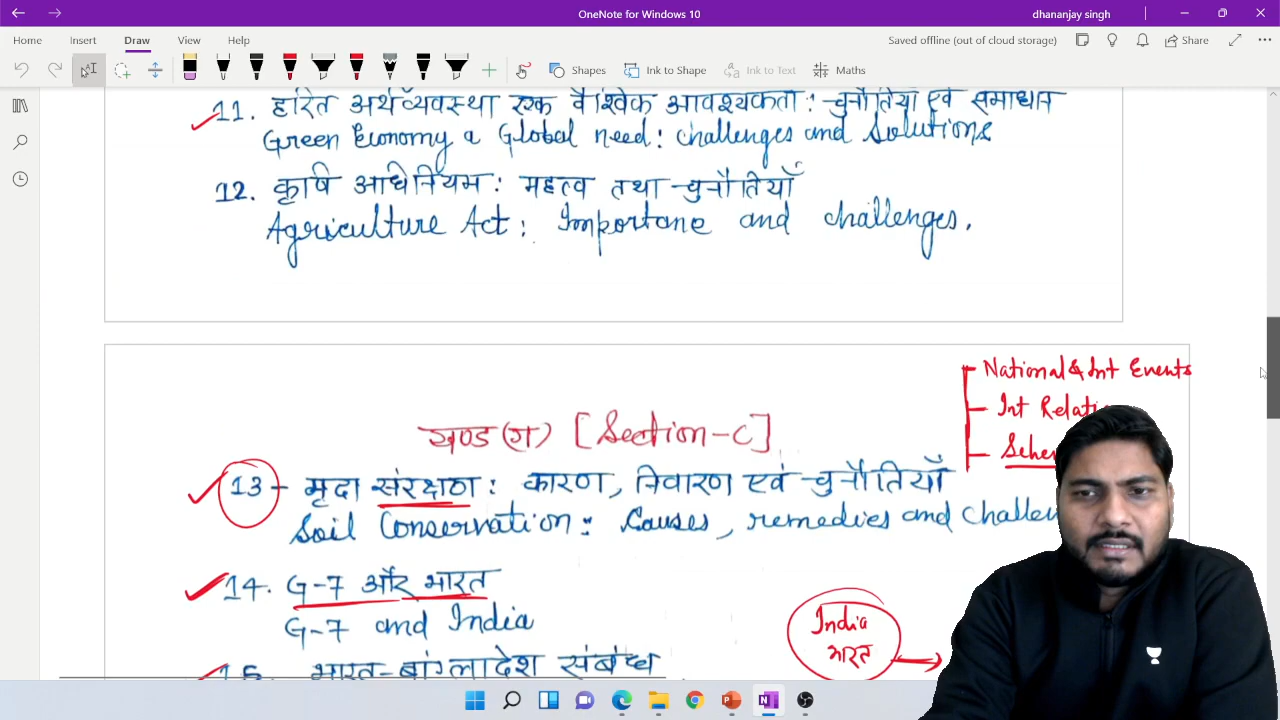 OneNote for Windows 10
dhananjay singh
Home Insert Draw View Help
Saved offline (out of cloud storage)
Share
Shapes
Ink to Shape
Ink to Text
Maths
11. हरित अर्थव्यवस्था एक वैश्विक आवश्यकता : चुनौतियाँ एवं समाधान
Green Economy a Global need: challenges and Solutions
12. कृषि अधिनियम : महत्व तथा चुनौतियाँ
Agriculture Act: Importane and challenges.
National & Int Events
Int Relatio
Sche
खण्ड (ग) [Section-C]
13- मृदा संरक्षण : कारण, निवारण एवं चुनौतियाँ
Soil Conservation: Causes, remedies and challen
14. G-7 और भारत
G-7 and India
India
भारत
15. भारत-बांग्लादेश संबंध